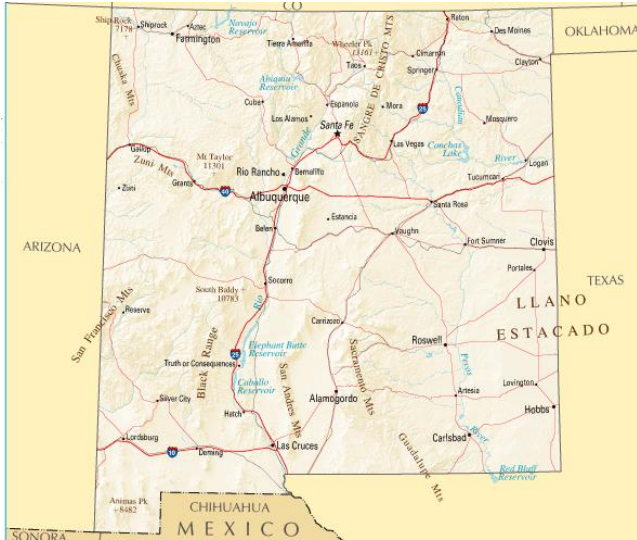 CO
OKLAHOMA
Ship Rock
7178 +
Shiprock
Aztec
Farmington
Navajo
Reservoir
Tierra Amarilla
Wheeler Pk
13161 +
Taos
Raton
Des Moines
Cimarron
Springer
Clayton
Chuska Mts
Abiquiu
Reservoir
SANGRE DE CRISTO MTS
Cuba
Espanola
Mora
25
Canadian
Los Alamos
Santa Fe
Mosquero
Grande
Las Vegas
Conchas
Lake
River
Logan
Gallup
Zuni Mts
Mt Taylor
11301
Rio Rancho
Bernalillo
Tucumcari
Zuni
Grants
40
Albuquerque
Santa Rosa
Estancia
Belen
Vaughn
Fort Sumner
Clovis
ARIZONA
Portales
TEXAS
Socorro
South Baldy +
10783
Rio
LLANO
ESTACADO
San Francisco Mts
Reserve
Carrizozo
Black Range
25
Elephant Butte
Reservoir
Truth or Consequences
Caballo
Reservoir
San Andres Mts
Sacramento Mts
Roswell
Pecos
Silver City
Alamogordo
Artesia
Lovington
Hatch
Hobbs
Lordsburg
10
Deming
Las Cruces
Guadalupe Mts
Carlsbad
River
Red Bluff
Reservoir
Animas Pk
+ 8482
CHIHUAHUA
MEXICO
SONORA